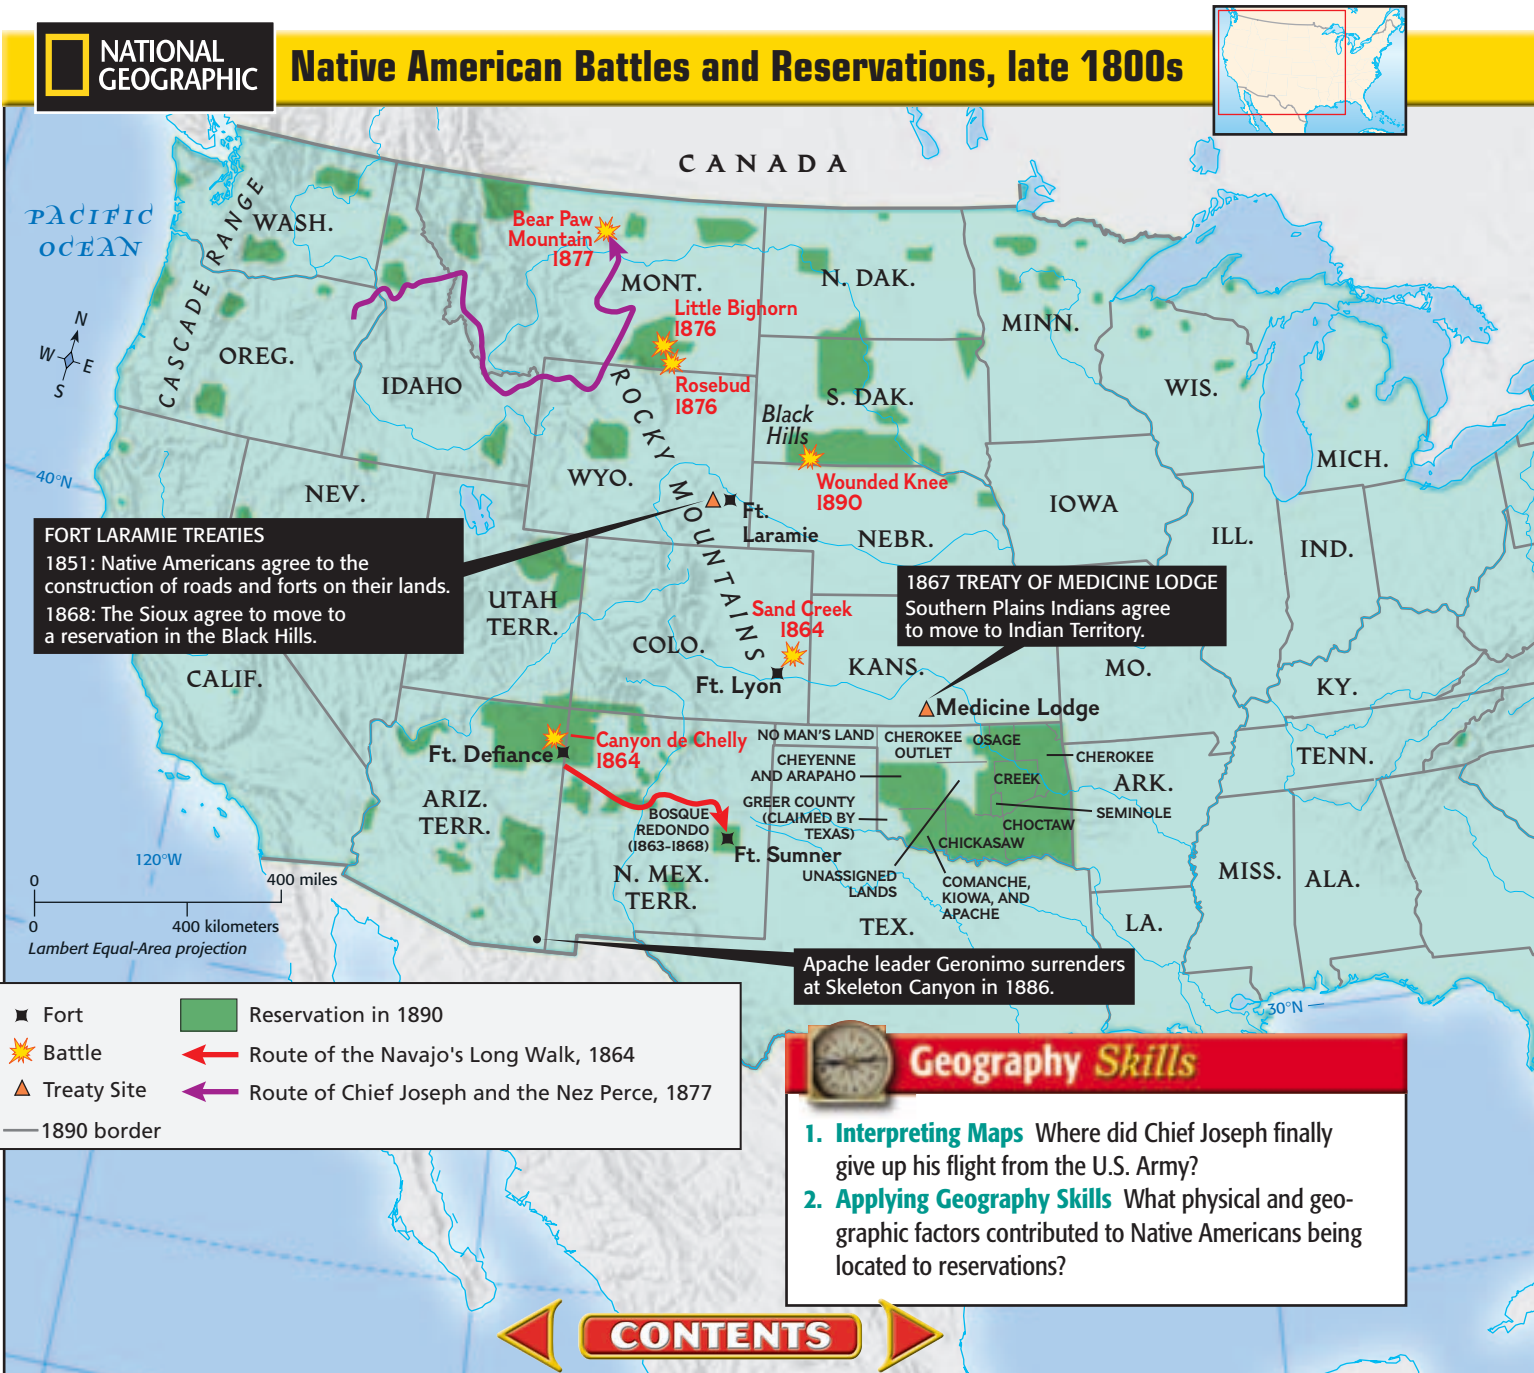 NATIONAL
GEOGRAPHIC
Native American Battles and Reservations, late 1800s
CANADA
PACIFIC
OCEAN
CASCADE RANGE
WASH.
Bear Paw
Mountain
1877
MONT.
N. DAK.
MINN.
Little Bighorn
1876
N
W
E
S
OREG.
IDAHO
ROCKY MOUNTAINS
Rosebud
1876
S. DAK.
WIS.
Black
Hills
MICH.
40°N
NEV.
WYO.
Wounded Knee
1890
IOWA
Ft.
Laramie
NEBR.
ILL.
IND.
FORT LARAMIE TREATIES
1851: Native Americans agree to the
construction of roads and forts on their lands.
1868: The Sioux agree to move to
a reservation in the Black Hills.
UTAH
TERR.
1867 TREATY OF MEDICINE LODGE
Southern Plains Indians agree
to move to Indian Territory.
Sand Creek
1864
COLO.
KANS.
MO.
CALIF.
Ft. Lyon
KY.
Medicine Lodge
Canyon de Chelly
1864
Ft. Defiance
NO MAN'S LAND
CHEROKEE
OUTLET
OSAGE
CHEROKEE
TENN.
CHEYENNE
AND ARAPAHO
CREEK
ARK.
ARIZ.
TERR.
GREER COUNTY
(CLAIMED BY
TEXAS)
SEMINOLE
BOSQUE
REDONDO
(1863-1868)
CHOCTAW
CHICKASAW
Ft. Sumner
120°W
UNASSIGNED
LANDS
COMANCHE,
KIOWA, AND
APACHE
N. MEX.
TERR.
MISS.
ALA.
TEX.
LA.
0
400 miles
0
400 kilometers
Lambert Equal-Area projection
Apache leader Geronimo surrenders
at Skeleton Canyon in 1886.
30°N
Fort
Reservation in 1890
Battle
Route of the Navajo's Long Walk, 1864
Treaty Site
Route of Chief Joseph and the Nez Perce, 1877
1890 border
Geography Skills
1. Interpreting Maps Where did Chief Joseph finally
give up his flight from the U.S. Army?
2. Applying Geography Skills What physical and geo-
graphic factors contributed to Native Americans being
located to reservations?
CONTENTS